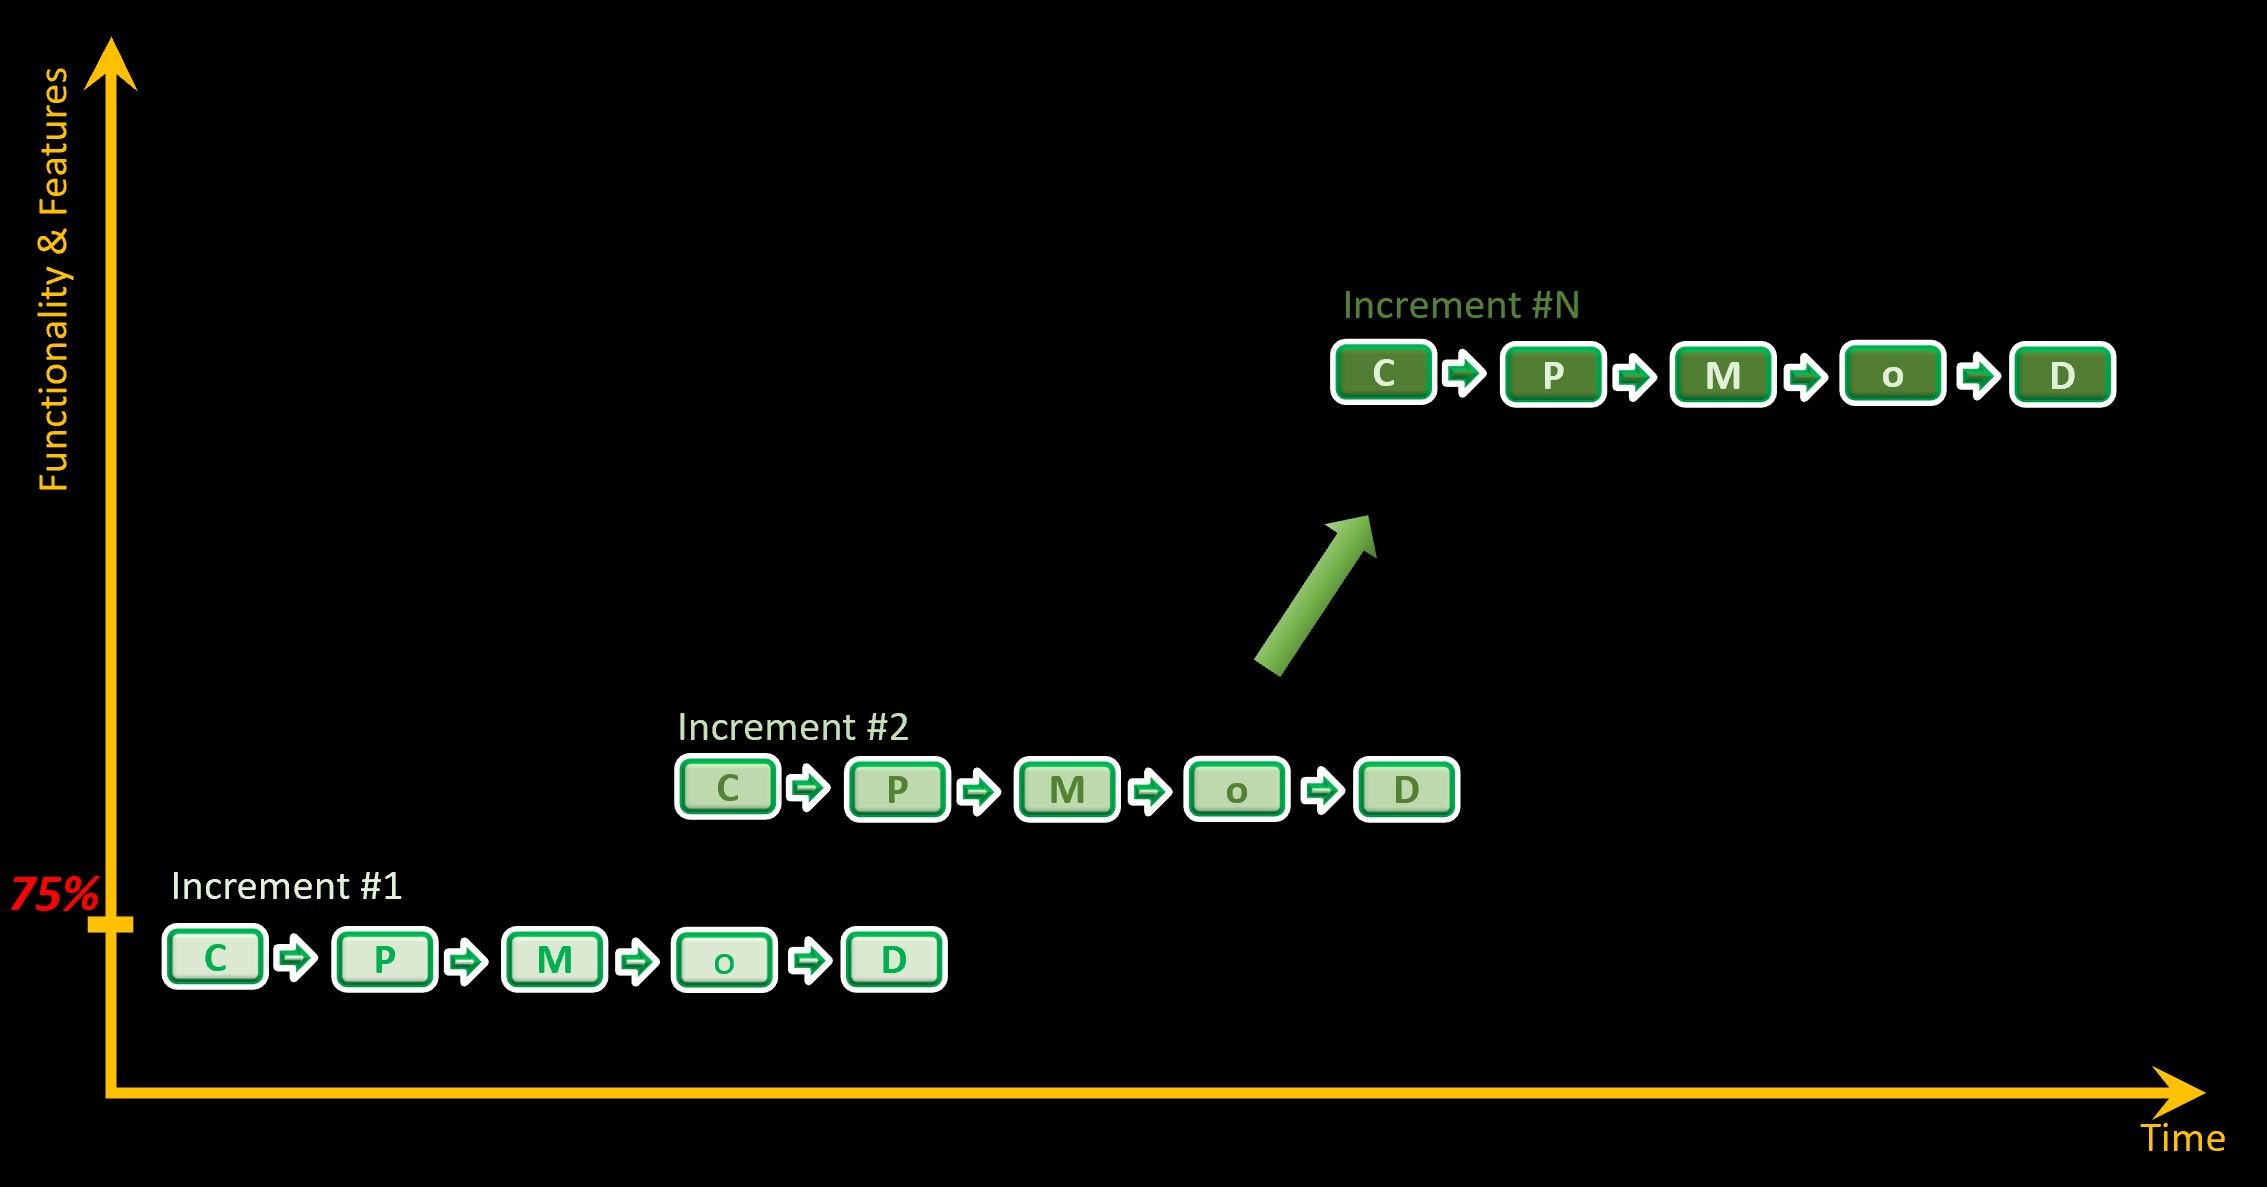 Functionality & Features
Increment #N
C P M o D
Increment #2
C P M o D
75%
Increment #1
C P M o D
Time